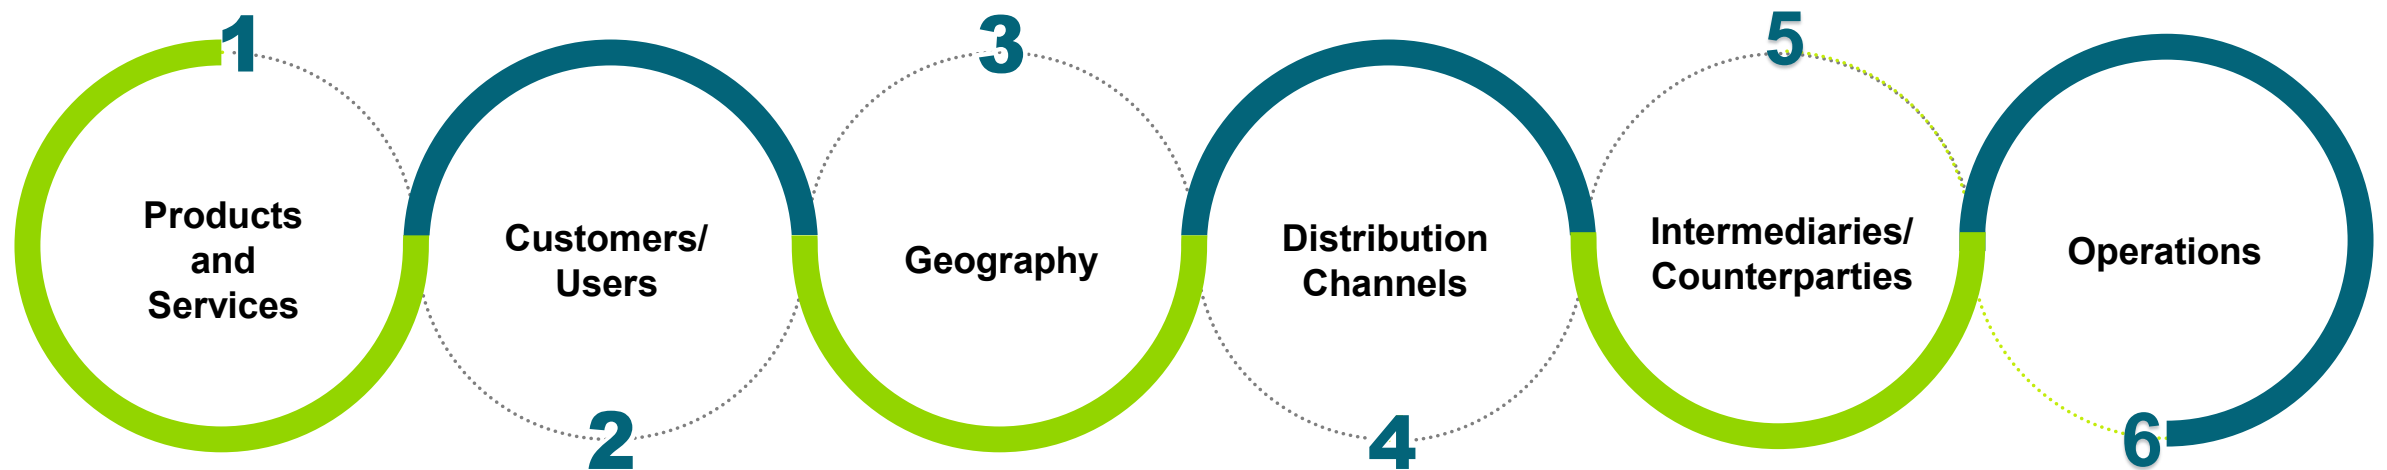 1
Products
and
Services
2
Customers/
Users
3
Geography
4
Distribution
Channels
5
Intermediaries/
Counterparties
6
Operations